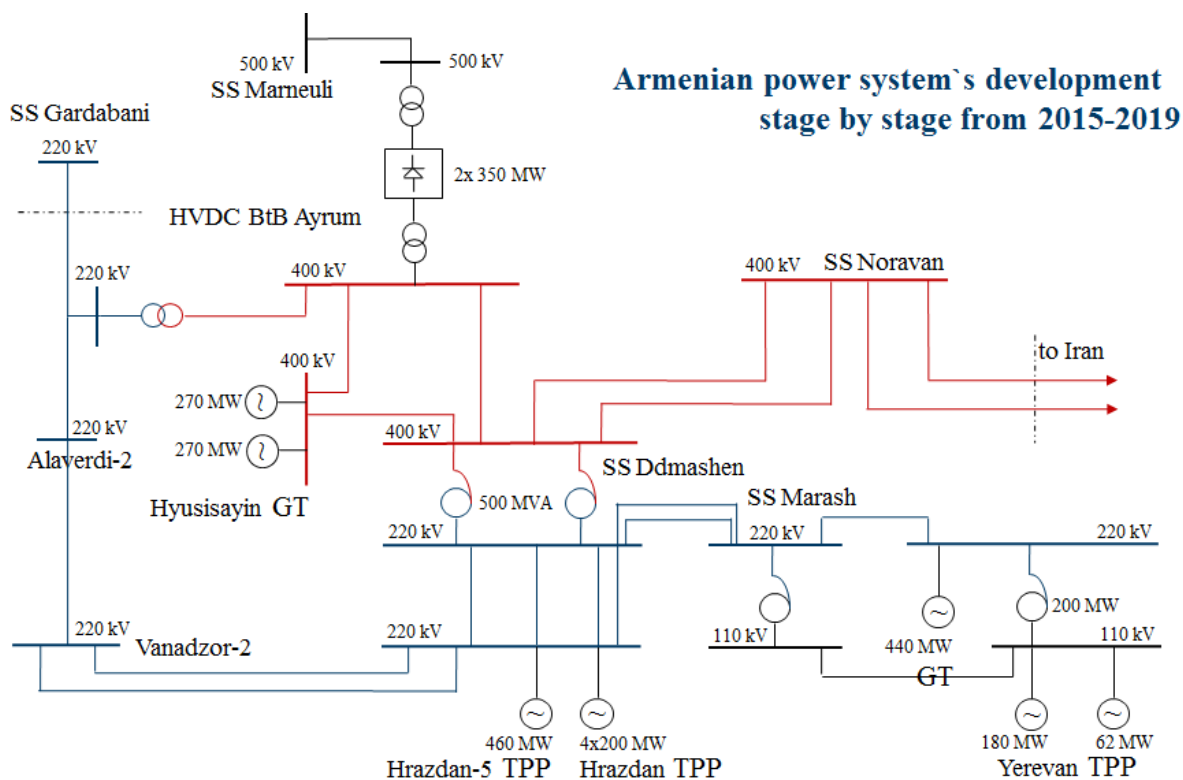 Armenian power system`s development
stage by stage from 2015-2019
500 kV
500 kV
SS Marneuli
SS Gardabani
220 kV
2x 350 MW
HVDC BtB Ayrum
220 kV
400 kV
400 kV
SS Noravan
to Iran
400 kV
270 MW
270 MW
Hyusisayin GT
220 kV
Alaverdi-2
400 kV
SS Ddmashen
500 MVA
SS Marash
220 kV
220 kV
220 kV
200 MW
220 kV
Vanadzor-2
220 kV
110 kV
440 MW
GT
110 kV
460 MW
4x200 MW
Hrazdan-5 TPP
Hrazdan TPP
180 MW
62 MW
Yerevan TPP